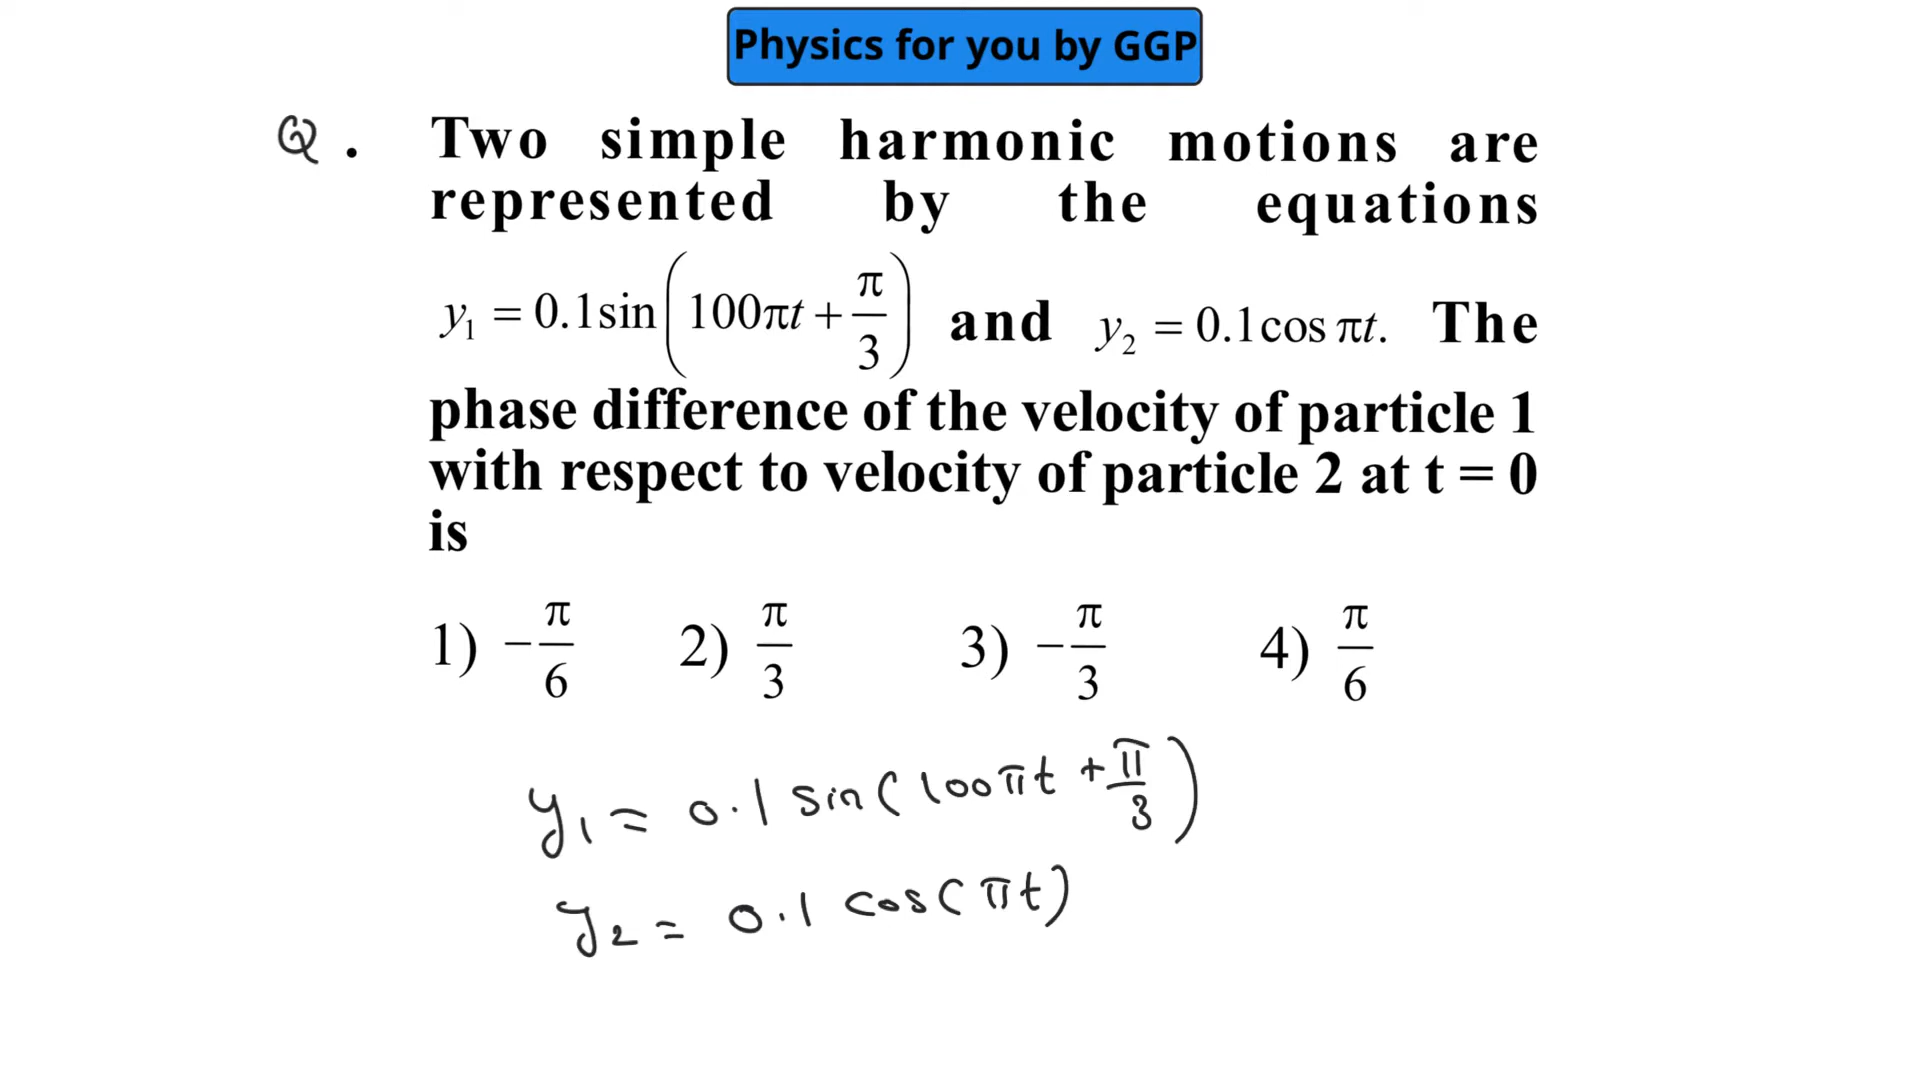 Physics for you by GGP
Q. Two simple harmonic motions are
represented by the equations
y₁ = 0.1sin(100πt + π/3) and y₂ = 0.1cos πt. The
phase difference of the velocity of particle 1
with respect to velocity of particle 2 at t = 0
is
1) -π/6 2) π/3 3) -π/3 4) π/6
y₁ = 0.1 sin(100πt + π/3)
y₂ = 0.1 cos(πt)